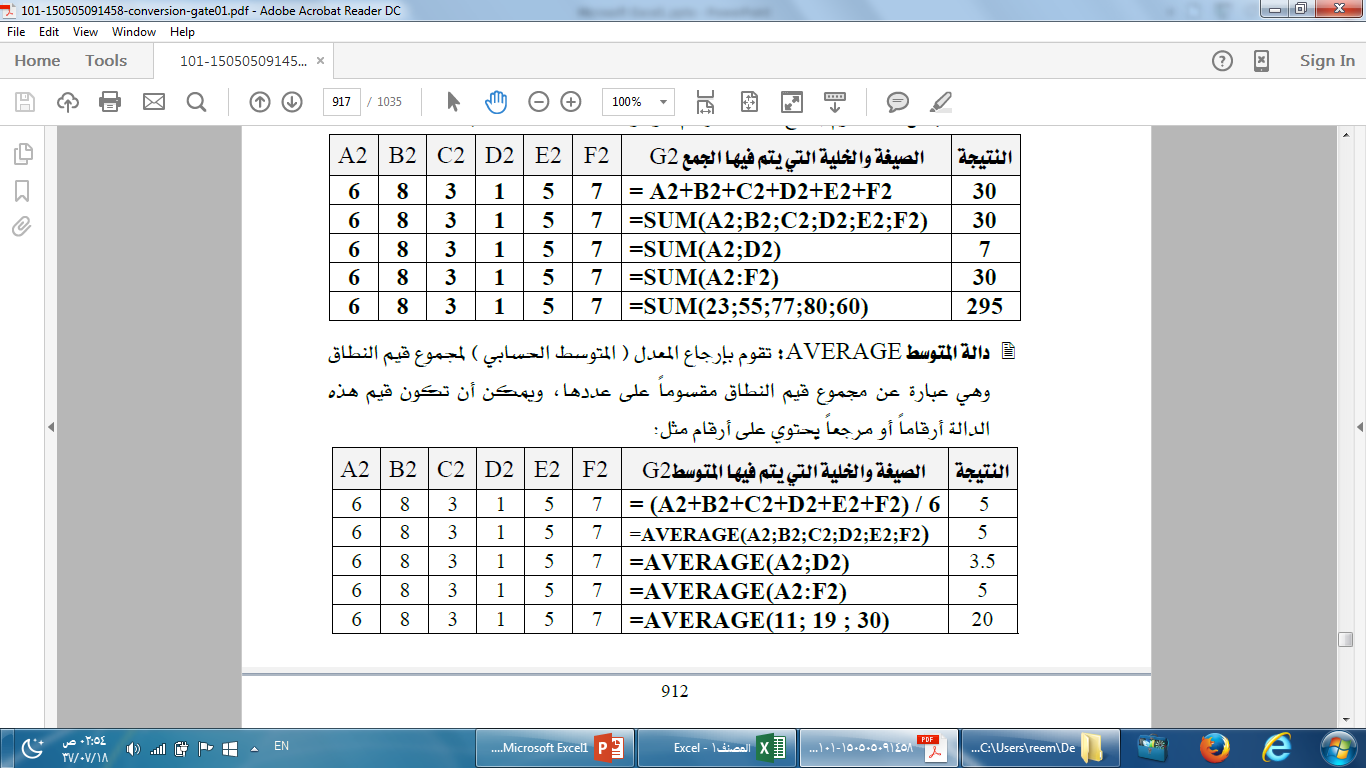 101-150505091458-conversion-gate01.pdf - Adobe Acrobat Reader DC
File Edit View Window Help
Home Tools 101-15050509145... × Sign In
917 / 1035 100%
A2 B2 C2 D2 E2 F2 الصيغة والخلية التي يتم فيها الجمع G2 النتيجة
6 8 3 1 5 7 = A2+B2+C2+D2+E2+F2 30
6 8 3 1 5 7 =SUM(A2;B2;C2;D2;E2;F2) 30
6 8 3 1 5 7 =SUM(A2;D2) 7
6 8 3 1 5 7 =SUM(A2:F2) 30
6 8 3 1 5 7 =SUM(23;55;77;80;60) 295
دالة المتوسط AVERAGE: تقوم بإرجاع المعدل ( المتوسط الحسابي ) لمجموع قيم النطاق
وهي عبارة عن مجموع قيم النطاق مقسوماً على عددها، ويمكن أن تكون قيم هذه
الدالة أرقاماً أو مرجعاً يحتوي على أرقام مثل:
A2 B2 C2 D2 E2 F2 الصيغة والخلية التي يتم فيها المتوسط G2 النتيجة
6 8 3 1 5 7 = (A2+B2+C2+D2+E2+F2) / 6 5
6 8 3 1 5 7 =AVERAGE(A2;B2;C2;D2;E2;F2) 5
6 8 3 1 5 7 =AVERAGE(A2;D2) 3.5
6 8 3 1 5 7 =AVERAGE(A2:F2) 5
6 8 3 1 5 7 =AVERAGE(11; 19 ; 30) 20
912
٠٢:٥٤ ص
٣٧/٠٧/١٨
EN
...Microsoft Excel1
المصنف١ - Excel
...١٠١-١٥٠٥٠٥٠٩١٤٥٨
...C:\Users\reem\De